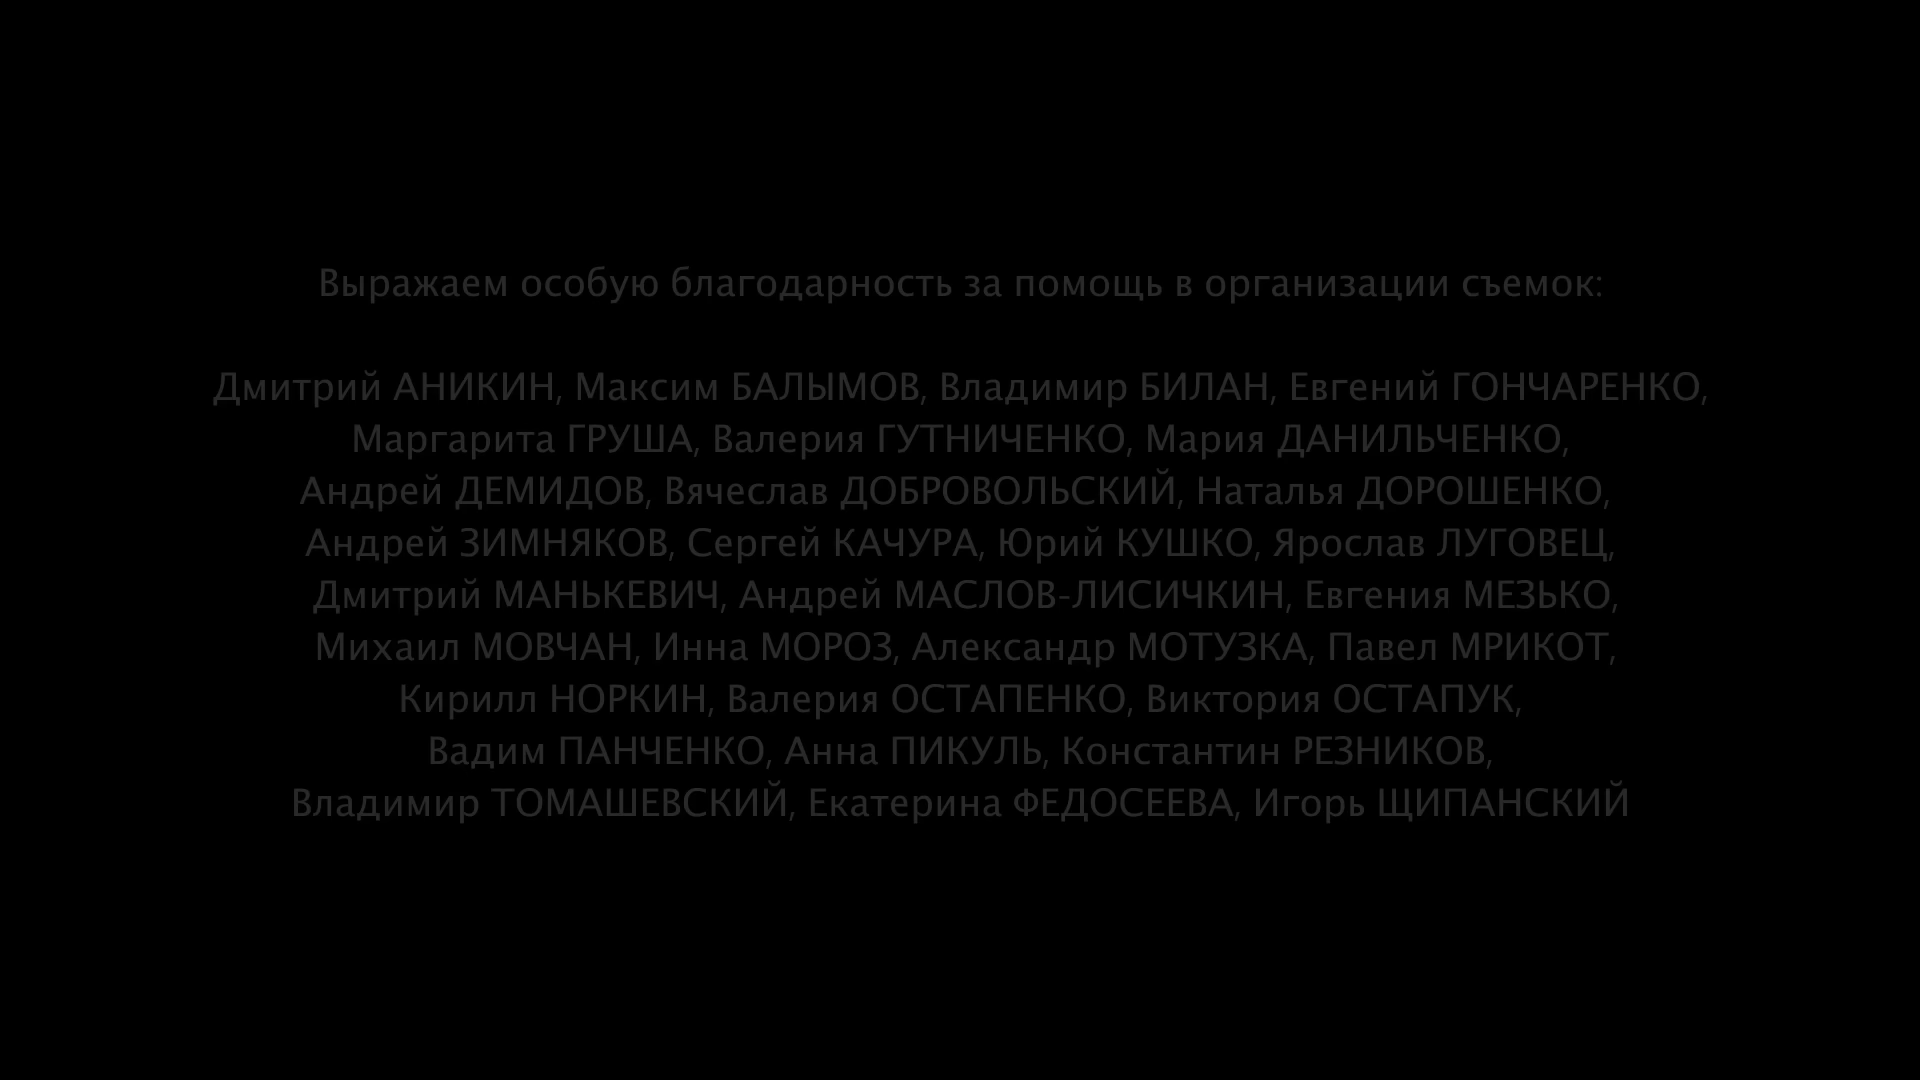 Выражаем особую благодарность за помощь в организации съемок:
Дмитрий АНИКИН, Максим БАЛЫМОВ, Владимир БИЛАН, Евгений ГОНЧАРЕНКО,
Маргарита ГРУША, Валерия ГУТНИЧЕНКО, Мария ДАНИЛЬЧЕНКО,
Андрей ДЕМИДОВ, Вячеслав ДОБРОВОЛЬСКИЙ, Наталья ДОРОШЕНКО,
Андрей ЗИМНЯКОВ, Сергей КАЧУРА, Юрий КУШКО, Ярослав ЛУГОВЕЦ,
Дмитрий МАНЬКЕВИЧ, Андрей МАСЛОВ-ЛИСИЧКИН, Евгения МЕЗЬКО,
Михаил МОВЧАН, Инна МОРОЗ, Александр МОТУЗКА, Павел МРИКОТ,
Кирилл НОРКИН, Валерия ОСТАПЕНКО, Виктория ОСТАПУК,
Вадим ПАНЧЕНКО, Анна ПИКУЛЬ, Константин РЕЗНИКОВ,
Владимир ТОМАШЕВСКИЙ, Екатерина ФЕДОСЕЕВА, Игорь ЩИПАНСКИЙ